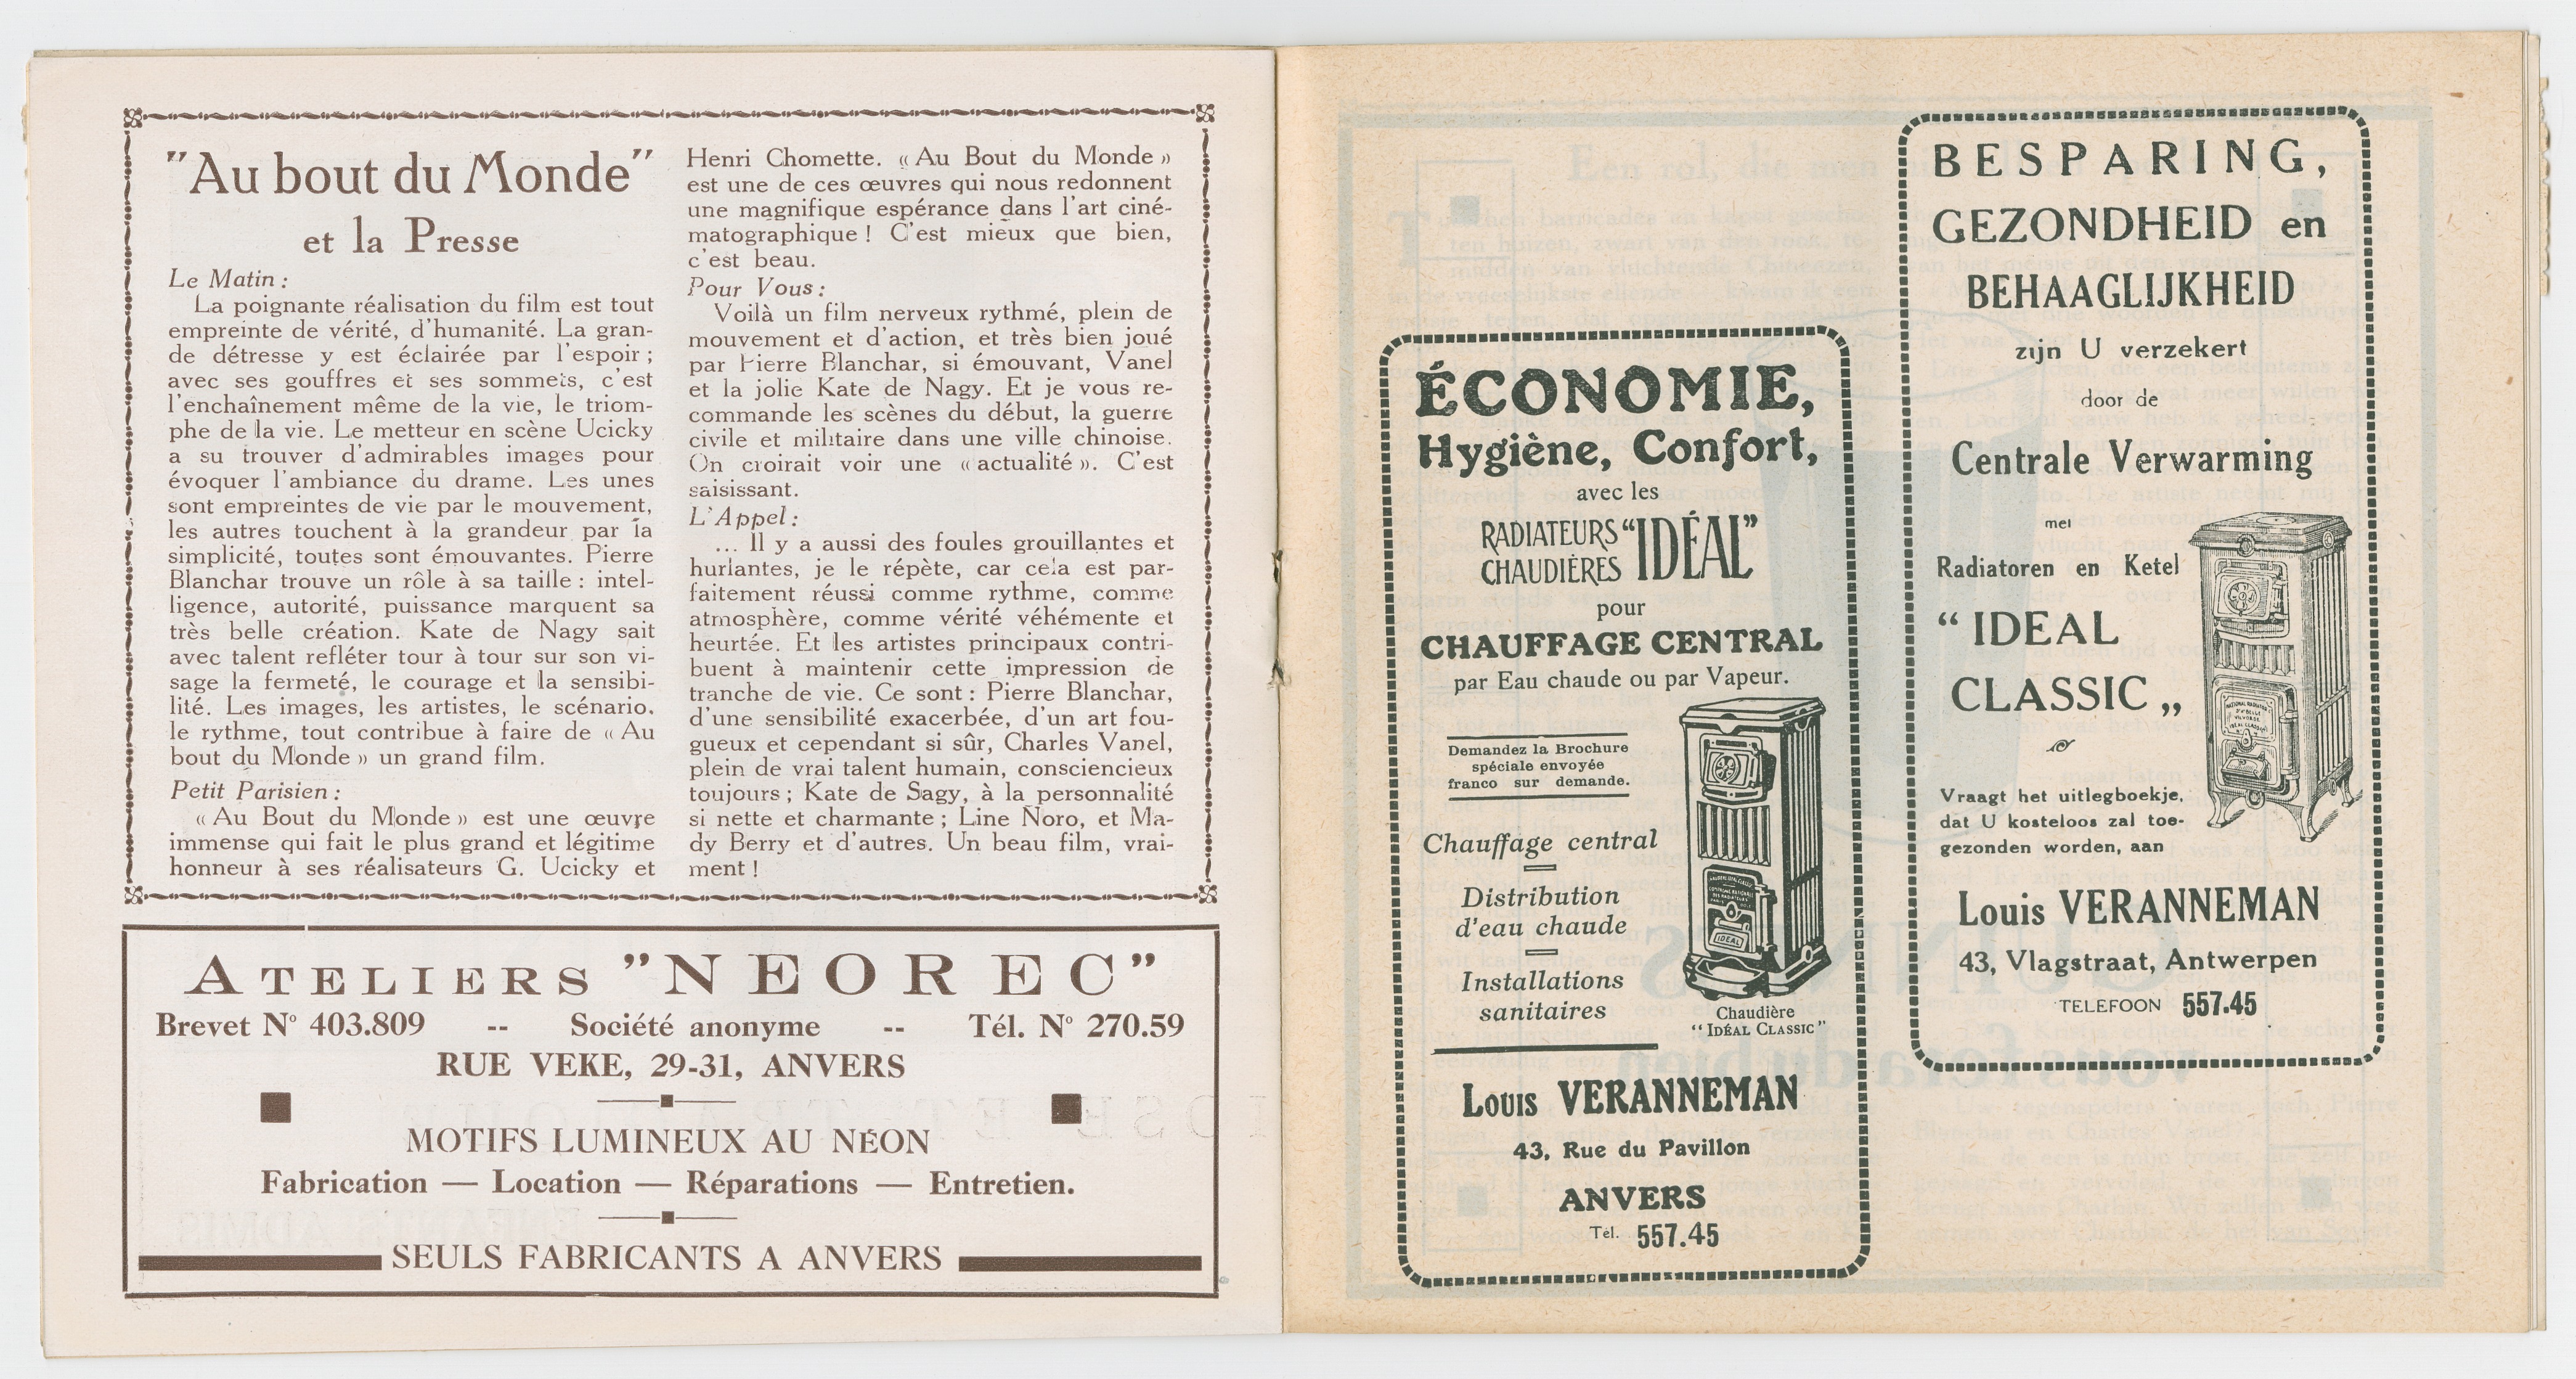 "Au bout du Monde"
et la Presse
Le Matin :
La poignante réalisation du film est tout
empreinte de vérité, d'humanité. La gran-
de détresse y est éclairée par l'espoir ;
avec ses gouffres et ses sommets, c'est
l'enchaînement même de la vie, le triom-
phe de la vie. Le metteur en scène Ucicky
a su trouver d'admirables images pour
évoquer l'ambiance du drame. Les unes
sont empreintes de vie par le mouvement,
les autres touchent à la grandeur par la
simplicité, toutes sont émouvantes. Pierre
Blanchar trouve un rôle à sa taille : intel-
ligence, autorité, puissance marquent sa
très belle création. Kate de Nagy sait
avec talent refléter tour à tour sur son vi-
sage la fermeté, le courage et la sensibi-
lité. Les images, les artistes, le scénario,
le rythme, tout contribue à faire de « Au
bout du Monde » un grand film.
Petit Parisien :
« Au Bout du Monde » est une œuvre
immense qui fait le plus grand et légitime
honneur à ses réalisateurs G. Ucicky et
Henri Chomette. « Au Bout du Monde »
est une de ces œuvres qui nous redonnent
une magnifique espérance dans l'art ciné-
matographique ! C'est mieux que bien,
c'est beau.
Pour Vous :
Voilà un film nerveux rythmé, plein de
mouvement et d'action, et très bien joué
par Pierre Blanchar, si émouvant, Vanel
et la jolie Kate de Nagy. Et je vous re-
commande les scènes du début, la guerre
civile et militaire dans une ville chinoise.
On croirait voir une « actualité ». C'est
saisissant.
L'Appel :
... Il y a aussi des foules grouillantes et
hurlantes, je le répète, car cela est par-
faitement réussi comme rythme, comme
atmosphère, comme vérité véhémente et
heurtée. Et les artistes principaux contri-
buent à maintenir cette impression de
tranche de vie. Ce sont : Pierre Blanchar,
d'une sensibilité exacerbée, d'un art fou-
gueux et cependant si sûr, Charles Vanel,
plein de vrai talent humain, consciencieux
toujours ; Kate de Sagy, à la personnalité
si nette et charmante ; Line Noro, et Ma-
dy Berry et d'autres. Un beau film, vrai-
ment !
ATELIERS "NEOREC"
Brevet N° 403.809 -- Société anonyme -- Tél. N° 270.59
RUE VEKE, 29-31, ANVERS
MOTIFS LUMINEUX AU NÉON
Fabrication — Location — Réparations — Entretien.
SEULS FABRICANTS A ANVERS
ÉCONOMIE,
Hygiène, Confort,
avec les
RADIATEURS
CHAUDIÈRES "IDÉAL"
pour
CHAUFFAGE CENTRAL
par Eau chaude ou par Vapeur.
Demandez la Brochure
spéciale envoyée
franco sur demande.
Chauffage central
Distribution
d'eau chaude
Installations
sanitaires
IDEAL
Chaudière
"IDÉAL CLASSIC"
Louis VERANNEMAN
43, Rue du Pavillon
ANVERS
Tél. 557.45
BESPARING,
GEZONDHEID en
BEHAAGLIJKHEID
zijn U verzekert
door de
Centrale Verwarming
met
Radiatoren en Ketel
" IDEAL
CLASSIC „
Vraagt het uitlegboekje,
dat U kosteloos zal toe-
gezonden worden, aan
Louis VERANNEMAN
43, Vlagstraat, Antwerpen
TELEFOON 557.45